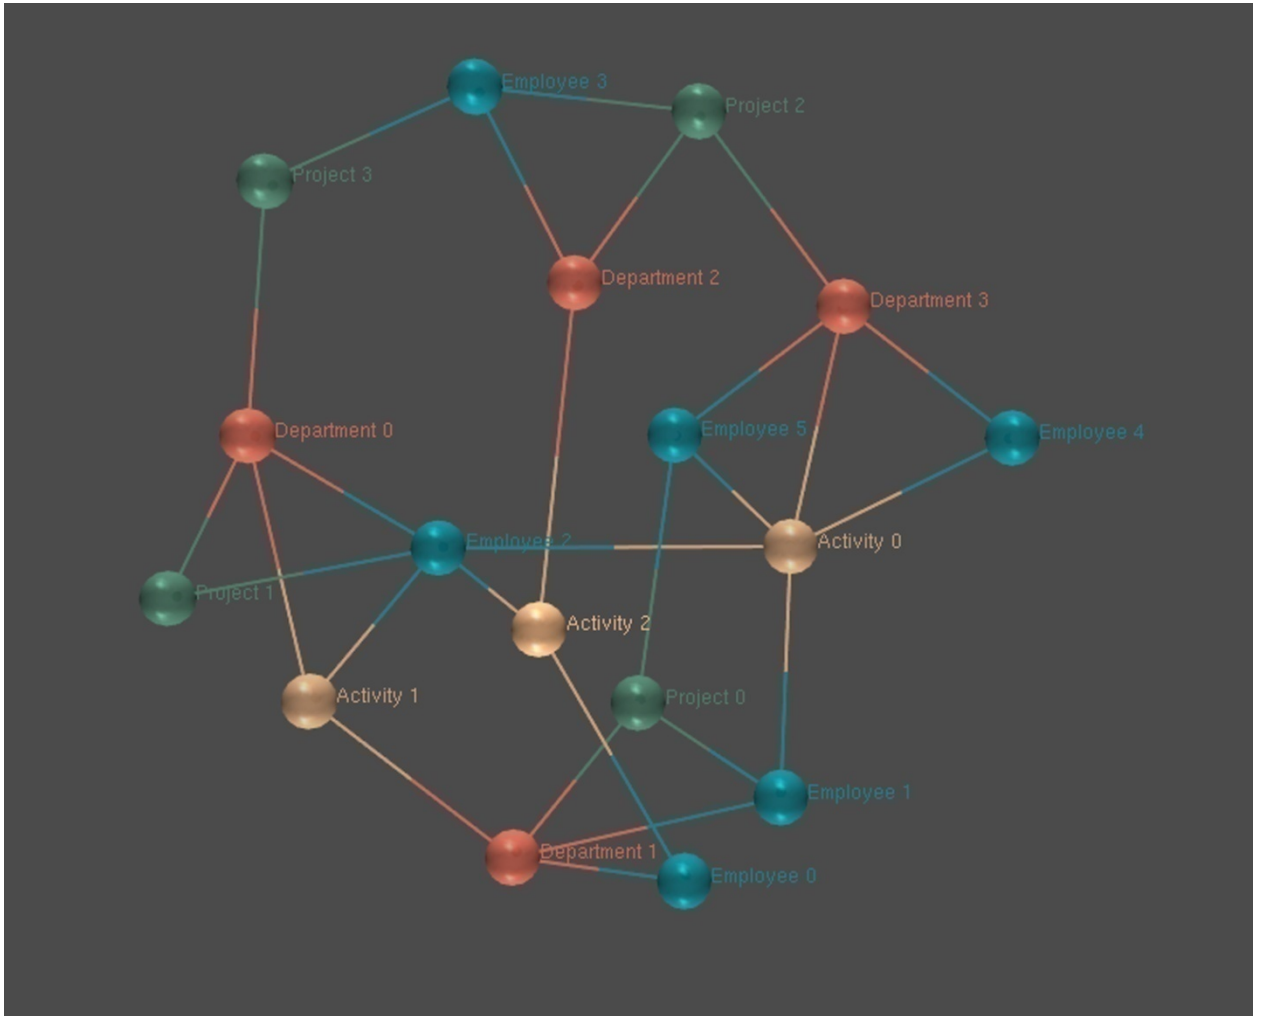 Employee 3
Project 2
Project 3
Department 2
Department 3
Department 0
Employee 5
Employee 4
Employee 2
Activity 0
Project 1
Activity 2
Activity 1
Project 0
Employee 1
Department 1
Employee 0